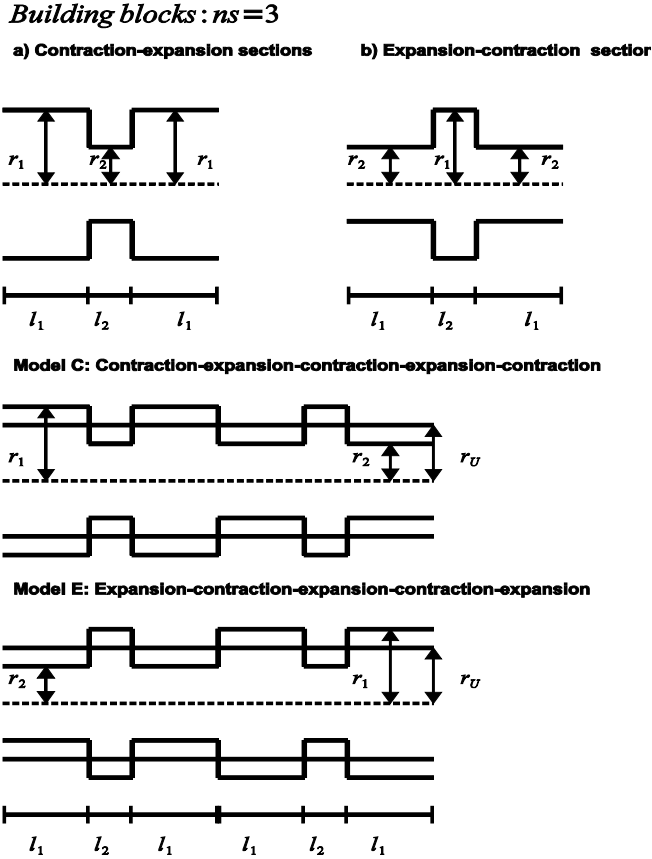 Building blocks : ns = 3
a) Contraction-expansion sections
b) Expansion-contraction section
r1 r2 r1
r2 r1 r2
l1 l2 l1
l1 l2 l1
Model C: Contraction-expansion-contraction-expansion-contraction
r1 r2 rU
Model E: Expansion-contraction-expansion-contraction-expansion
r2 r1 rU
l1 l2 l1 l1 l2 l1